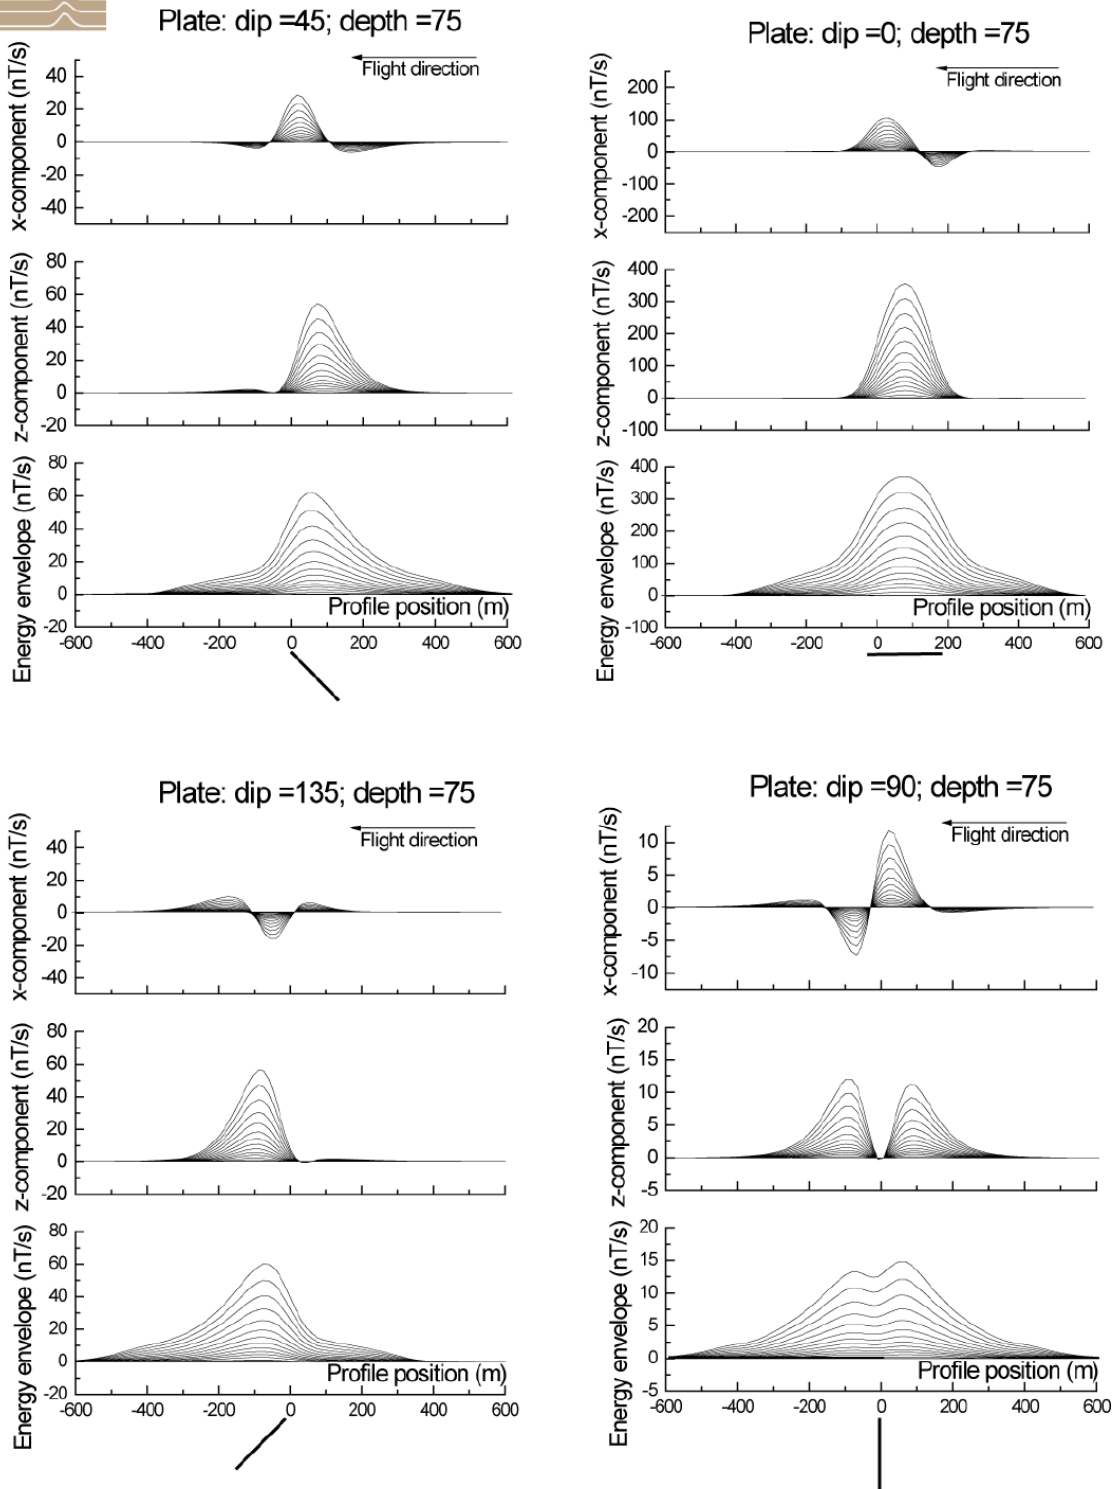 Plate: dip =45; depth =75
Flight direction
x-component (nT/s)
40
20
0
-20
-40
z-component (nT/s)
80
60
40
20
0
-20
Energy envelope (nT/s)
80
60
40
20
0
-20
Profile position (m)
-600 -400 -200 0 200 400 600
Plate: dip =0; depth =75
Flight direction
x-component (nT/s)
200
100
0
-100
-200
z-component (nT/s)
400
300
200
100
0
-100
Energy envelope (nT/s)
400
300
200
100
0
-100
Profile position (m)
-600 -400 -200 0 200 400 600
Plate: dip =135; depth =75
Flight direction
x-component (nT/s)
40
20
0
-20
-40
z-component (nT/s)
80
60
40
20
0
-20
Energy envelope (nT/s)
80
60
40
20
0
-20
Profile position (m)
-600 -400 -200 0 200 400 600
Plate: dip =90; depth =75
Flight direction
x-component (nT/s)
10
5
0
-5
-10
z-component (nT/s)
20
15
10
5
0
-5
Energy envelope (nT/s)
20
15
10
5
0
-5
Profile position (m)
-600 -400 -200 0 200 400 600